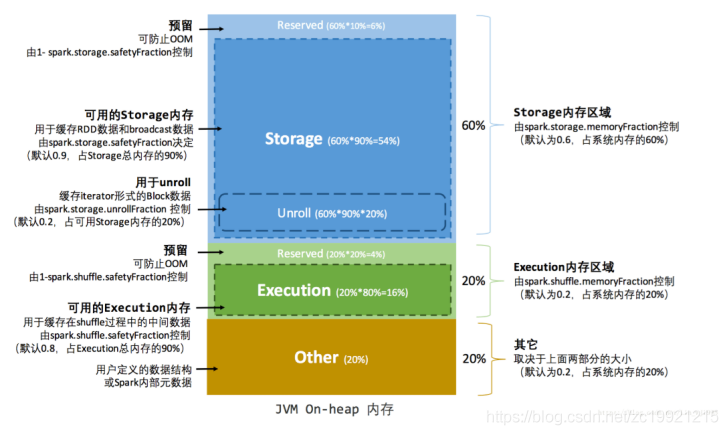 预留
可防止OOM
由1- spark.storage.safetyFraction控制
可用的Storage内存
用于缓存RDD数据和broadcast数据
由spark.storage.safetyFraction决定
（默认0.9，占Storage总内存的90%）
用于unroll
缓存iterator形式的Block数据
由spark.storage.unrollFraction 控制
（默认0.2，占可用Storage内存的20%）
预留
可防止OOM
由1-spark.shuffle.safetyFraction控制
可用的Execution内存
用于缓存在shuffle过程中的中间数据
由spark.shuffle.safetyFraction控制
（默认0.8，占Execution总内存的90%）
用户定义的数据结构
或Spark内部元数据
Reserved (60%*10%=6%)
Storage (60%*90%=54%)
Unroll (60%*90%*20%)
Reserved (20%*20%=4%)
Execution (20%*80%=16%)
Other (20%)
JVM On-heap 内存
60%
Storage内存区域
由spark.storage.memoryFraction控制
（默认为0.6，占系统内存的60%）
20%
Execution内存区域
由spark.shuffle.memoryFraction控制
（默认为0.2，占系统内存的20%）
20%
其它
取决于上面两部分的大小
（默认为0.2，占系统内存的20%）
https://blog.csdn.net/zc19921215